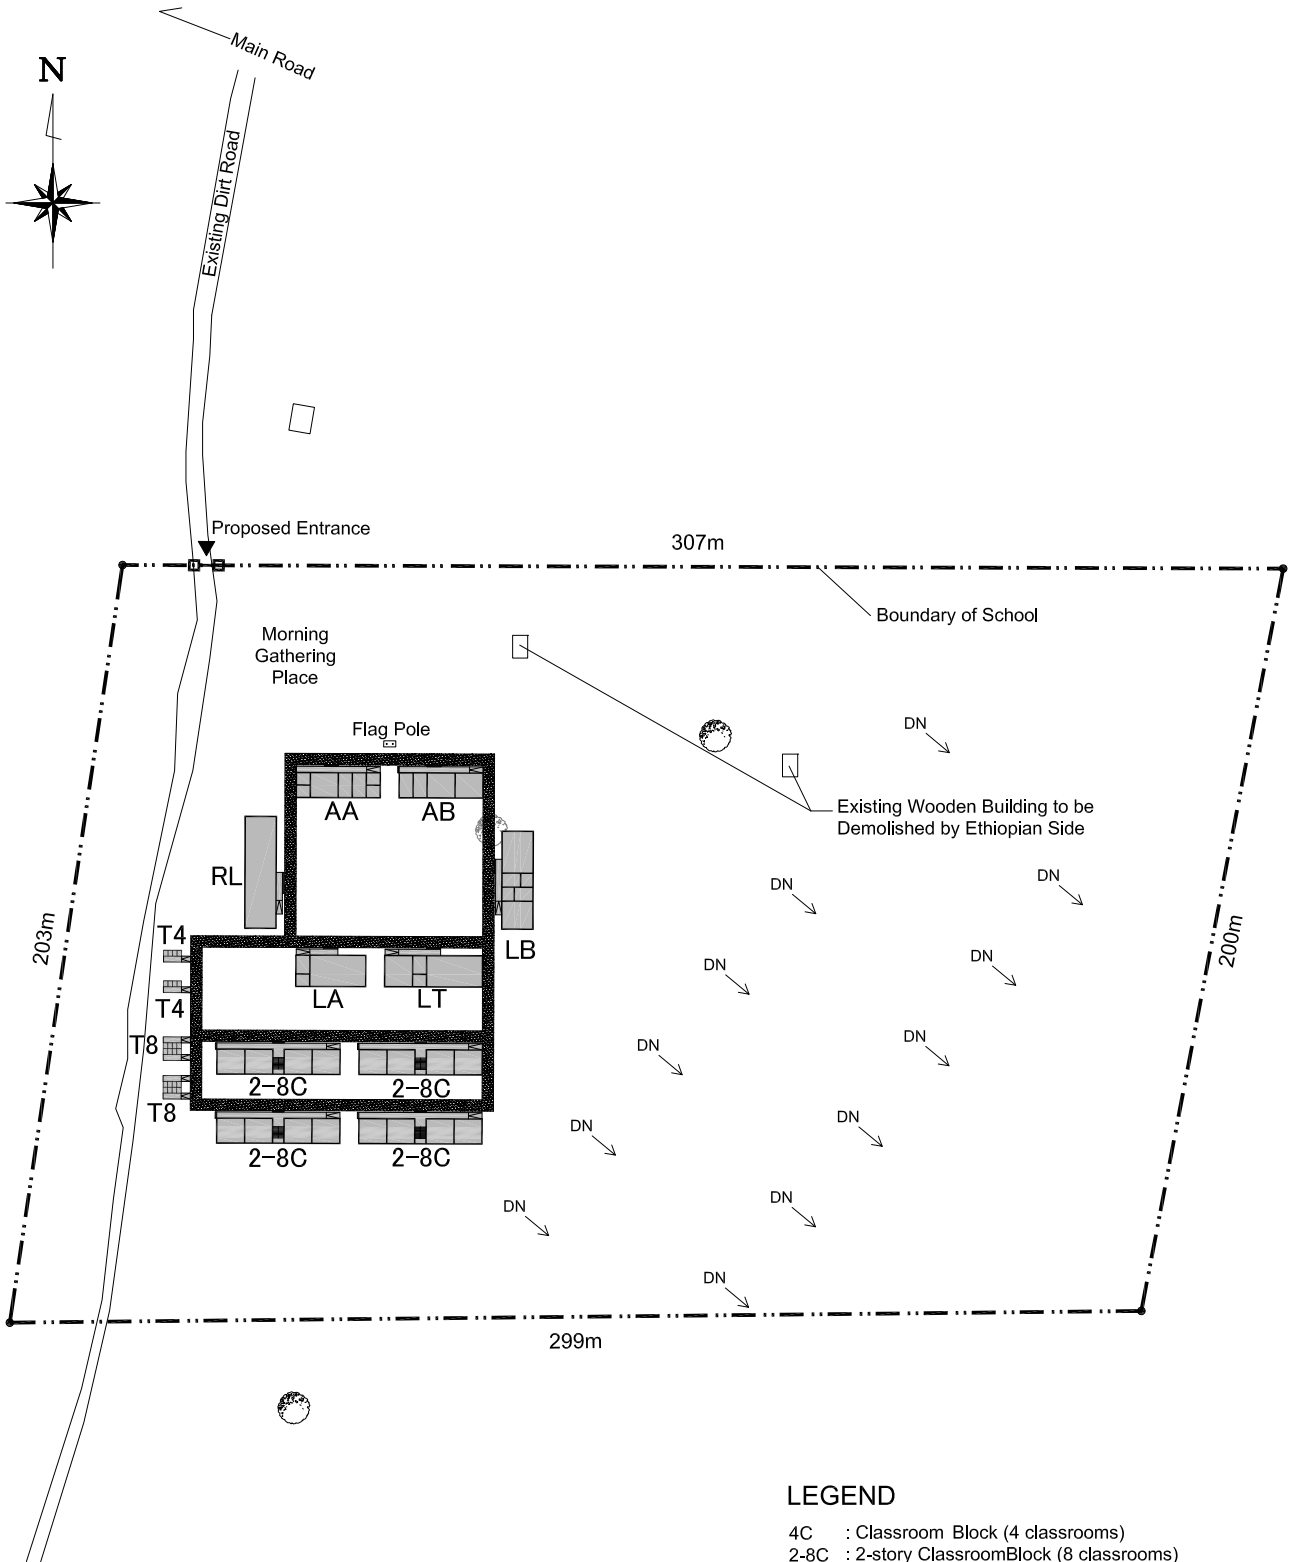 Main Road
N
Existing Dirt Road
Proposed Entrance
307m
Boundary of School
Morning
Gathering
Place
Flag Pole
DN
AA
AB
Existing Wooden Building to be
Demolished by Ethiopian Side
RL
DN
DN
203m
T4
LB
200m
DN
DN
LA
LT
T4
T8
DN
DN
2-8C
2-8C
T8
DN
DN
2-8C
2-8C
DN
DN
DN
299m
LEGEND
4C : Classroom Block (4 classrooms)
2-8C : 2-story ClassroomBlock (8 classrooms)